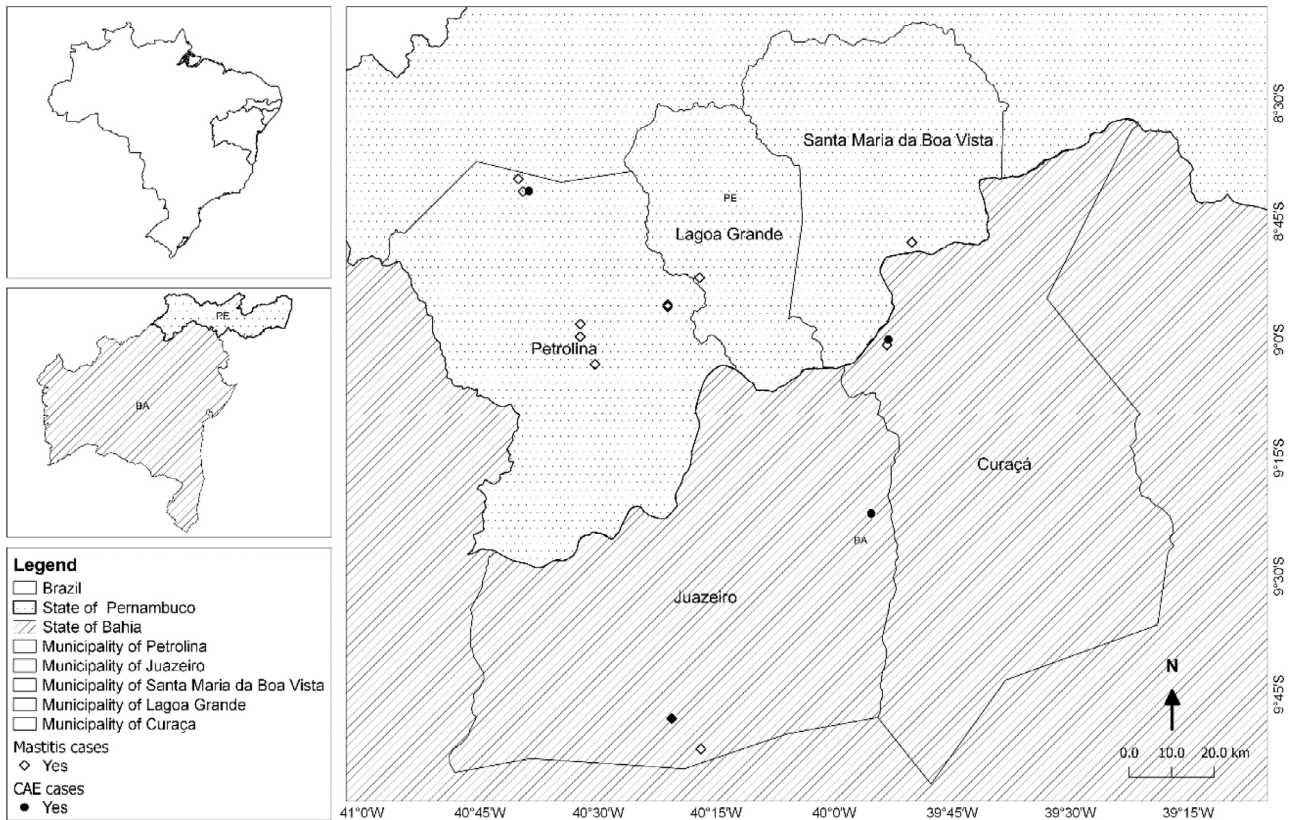 PE
BA
Legend
Brazil
State of Pernambuco
State of Bahia
Municipality of Petrolina
Municipality of Juazeiro
Municipality of Santa Maria da Boa Vista
Municipality of Lagoa Grande
Municipality of Curaça
Mastitis cases
Yes
CAE cases
Yes
Santa Maria da Boa Vista
PE
Lagoa Grande
Petrolina
Curaçá
BA
Juazeiro
N
0.0 10.0 20.0 km
8°30'S
8°45'S
9°0'S
9°15'S
9°30'S
9°45'S
41°0'W 40°45'W 40°30'W 40°15'W 40°0'W 39°45'W 39°30'W 39°15'W